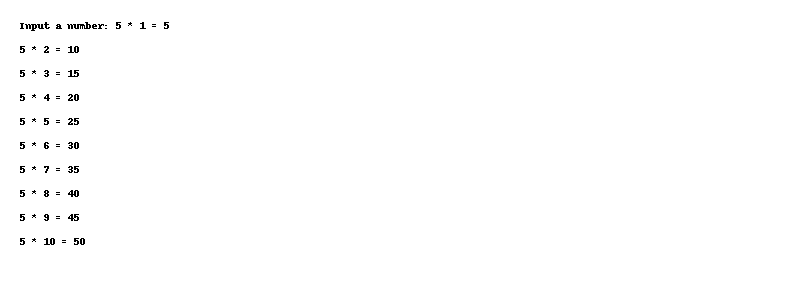 Input a number: 5 * 1 = 5
5 * 2 = 10
5 * 3 = 15
5 * 4 = 20
5 * 5 = 25
5 * 6 = 30
5 * 7 = 35
5 * 8 = 40
5 * 9 = 45
5 * 10 = 50